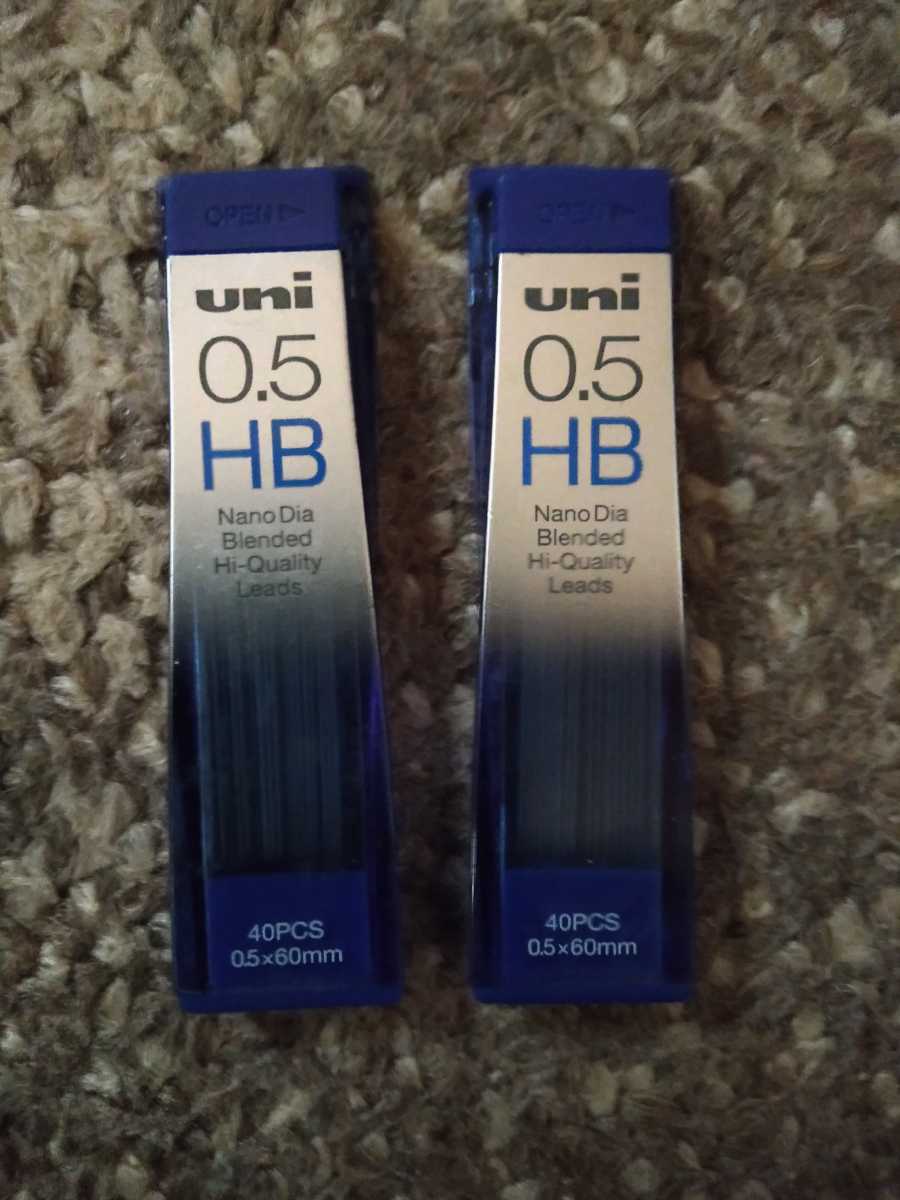 OPEN
uni
0.5
HB
Nano Dia
Blended
Hi-Quality
Leads
40PCS
0.5×60mm
OPEN
uni
0.5
HB
Nano Dia
Blended
Hi-Quality
Leads
40PCS
0.5×60mm